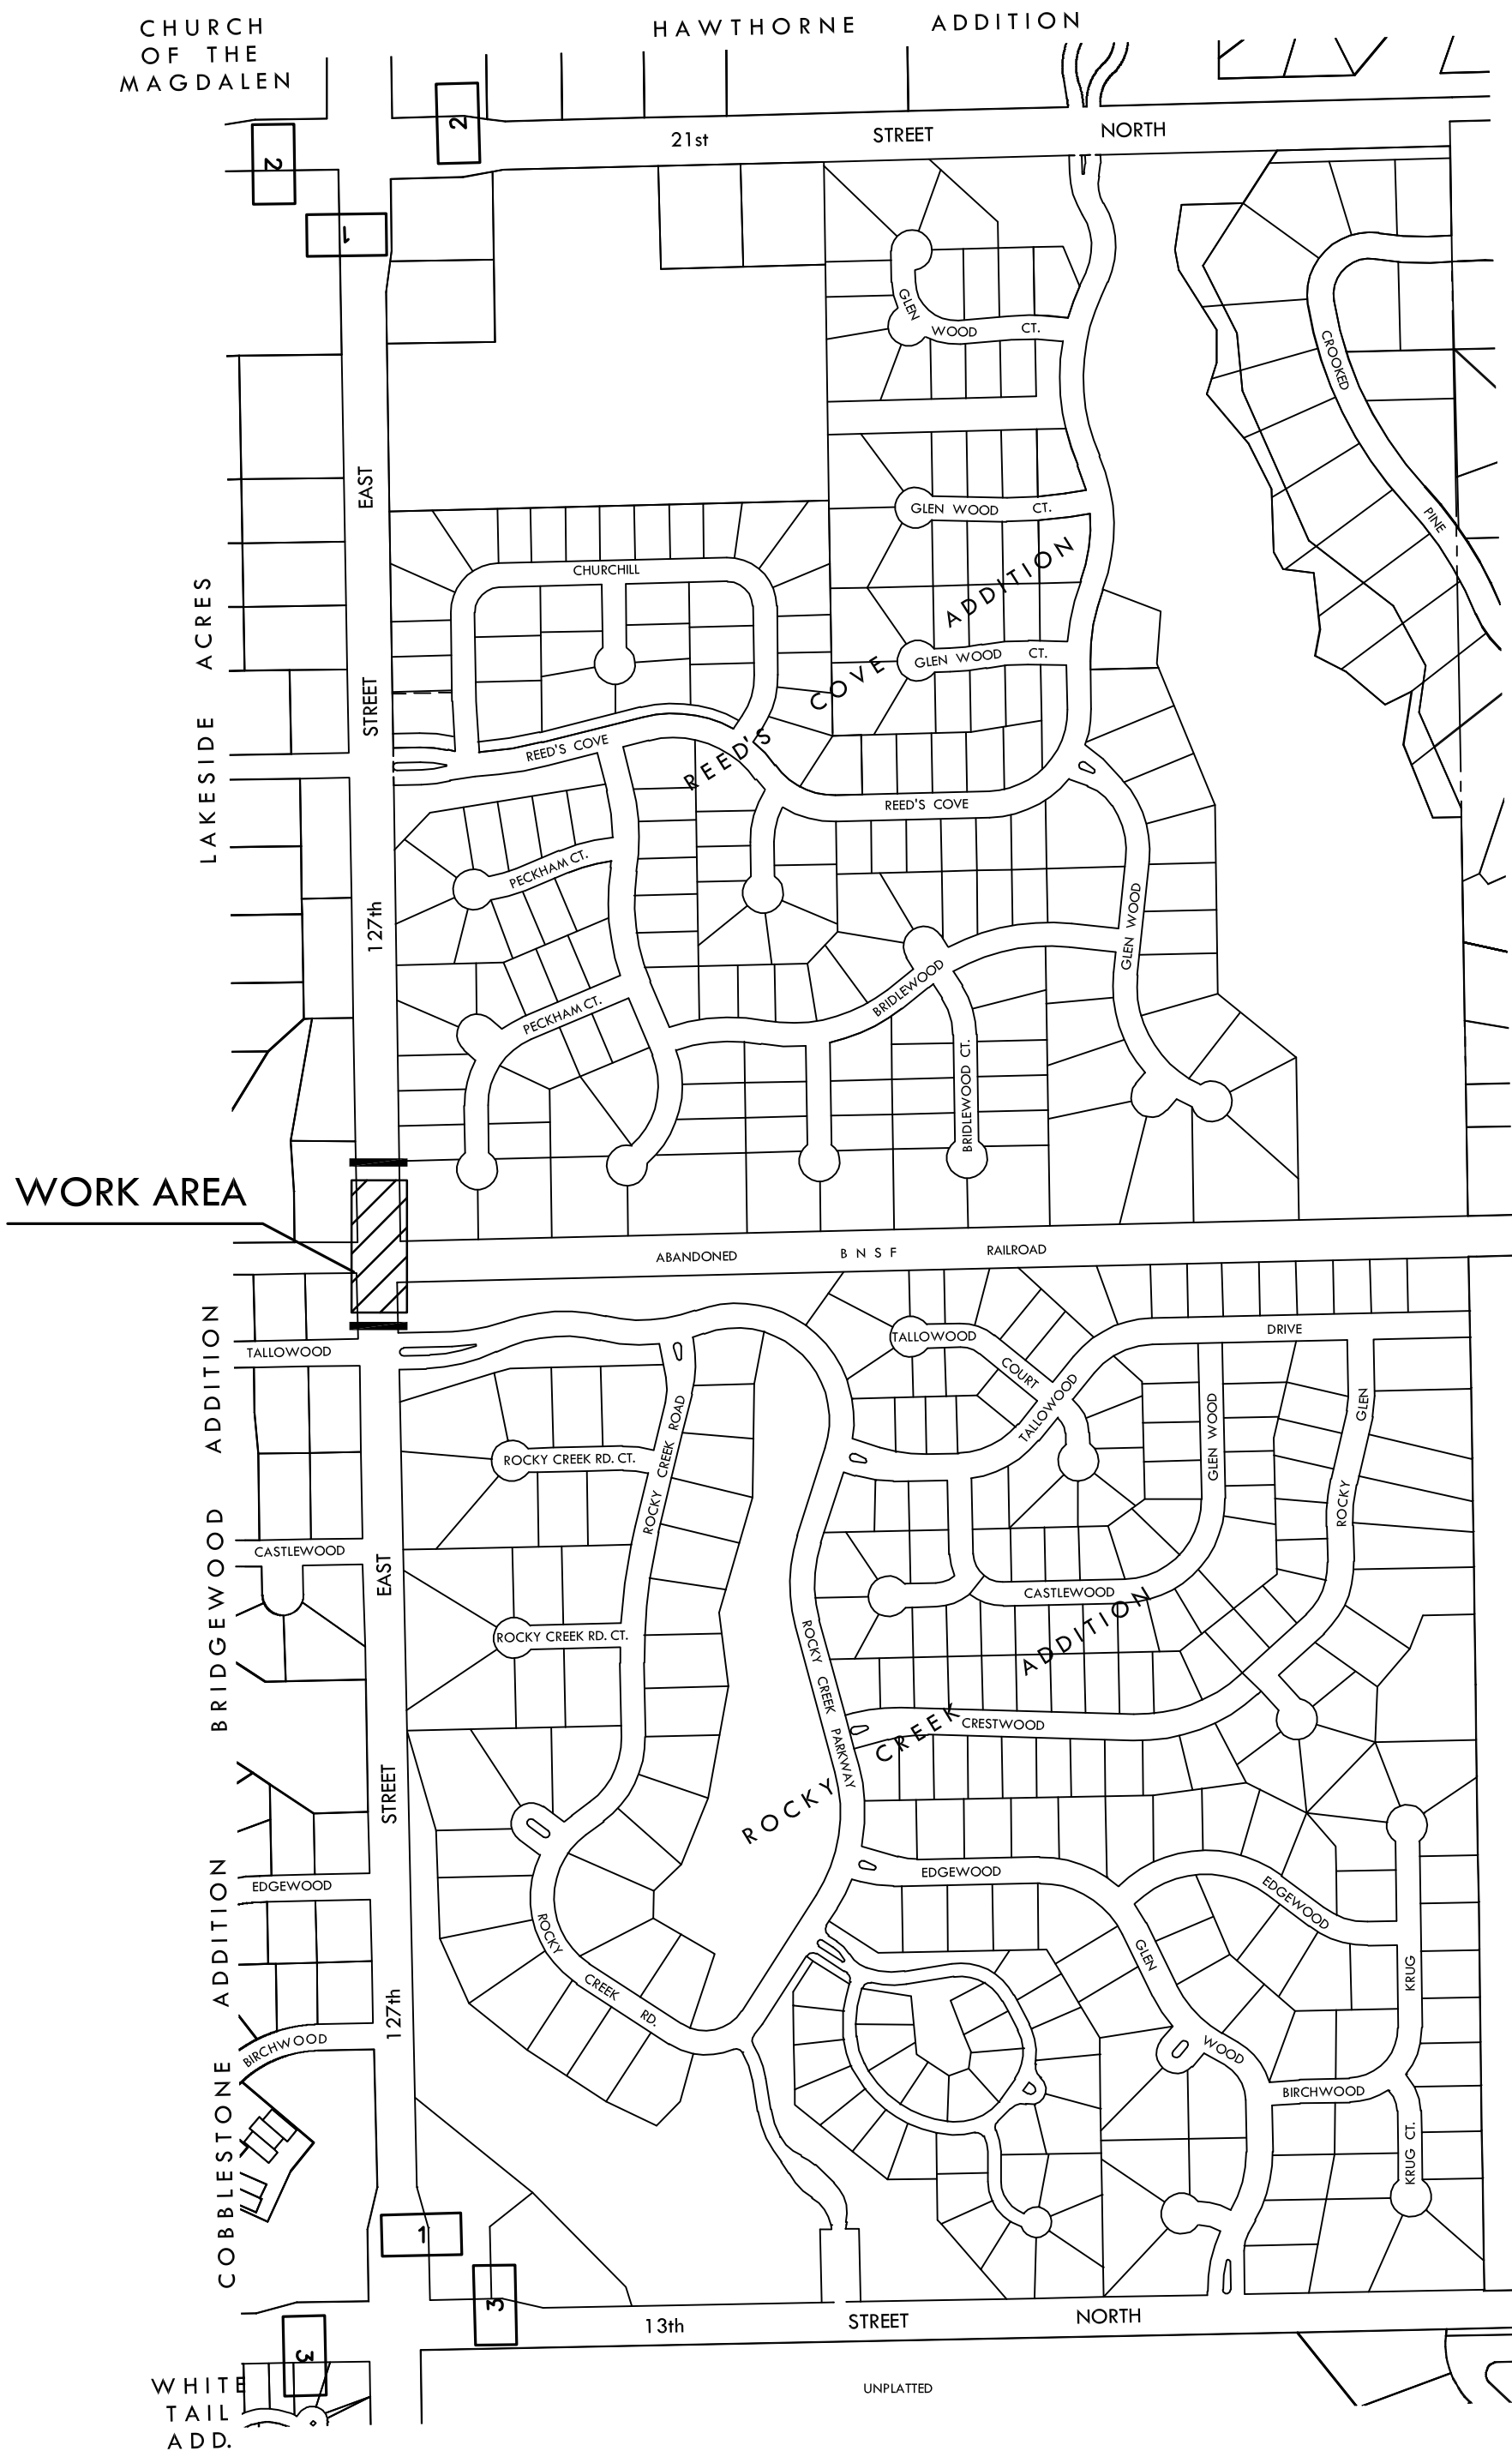 CHURCH
OF THE
MAGDALEN
HAWTHORNE ADDITION
2
2
1
21st STREET NORTH
GLEN
WOOD CT.
CROOKED
PINE
EAST
STREET
127th
LAKESIDE ACRES
GLEN WOOD CT.
CHURCHILL
GLEN WOOD CT.
REED'S COVE ADDITION
REED'S COVE
REED'S COVE
PECKHAM CT.
GLEN WOOD
BRIDLEWOOD
PECKHAM CT.
BRIDLEWOOD CT.
WORK AREA
ABANDONED BNSF RAILROAD
TALLOWOOD
TALLOWOOD
COURT
TALLOWOOD
DRIVE
GLEN WOOD
GLEN
ROCKY
BRIDGEWOOD ADDITION
ROCKY CREEK ROAD
ROCKY CREEK RD. CT.
CASTLEWOOD
EAST
STREET
127th
ROCKY CREEK RD. CT.
CASTLEWOOD
ROCKY CREEK PARKWAY
ROCKY CREEK ADDITION
CRESTWOOD
EDGEWOOD
EDGEWOOD
EDGEWOOD
COBBLESTONE ADDITION
ROCKY
CREEK
RD.
GLEN
WOOD
KRUG
BIRCHWOOD
BIRCHWOOD
KRUG CT.
1
3
3
13th STREET NORTH
WHITE
TAIL
ADD.
UNPLATTED